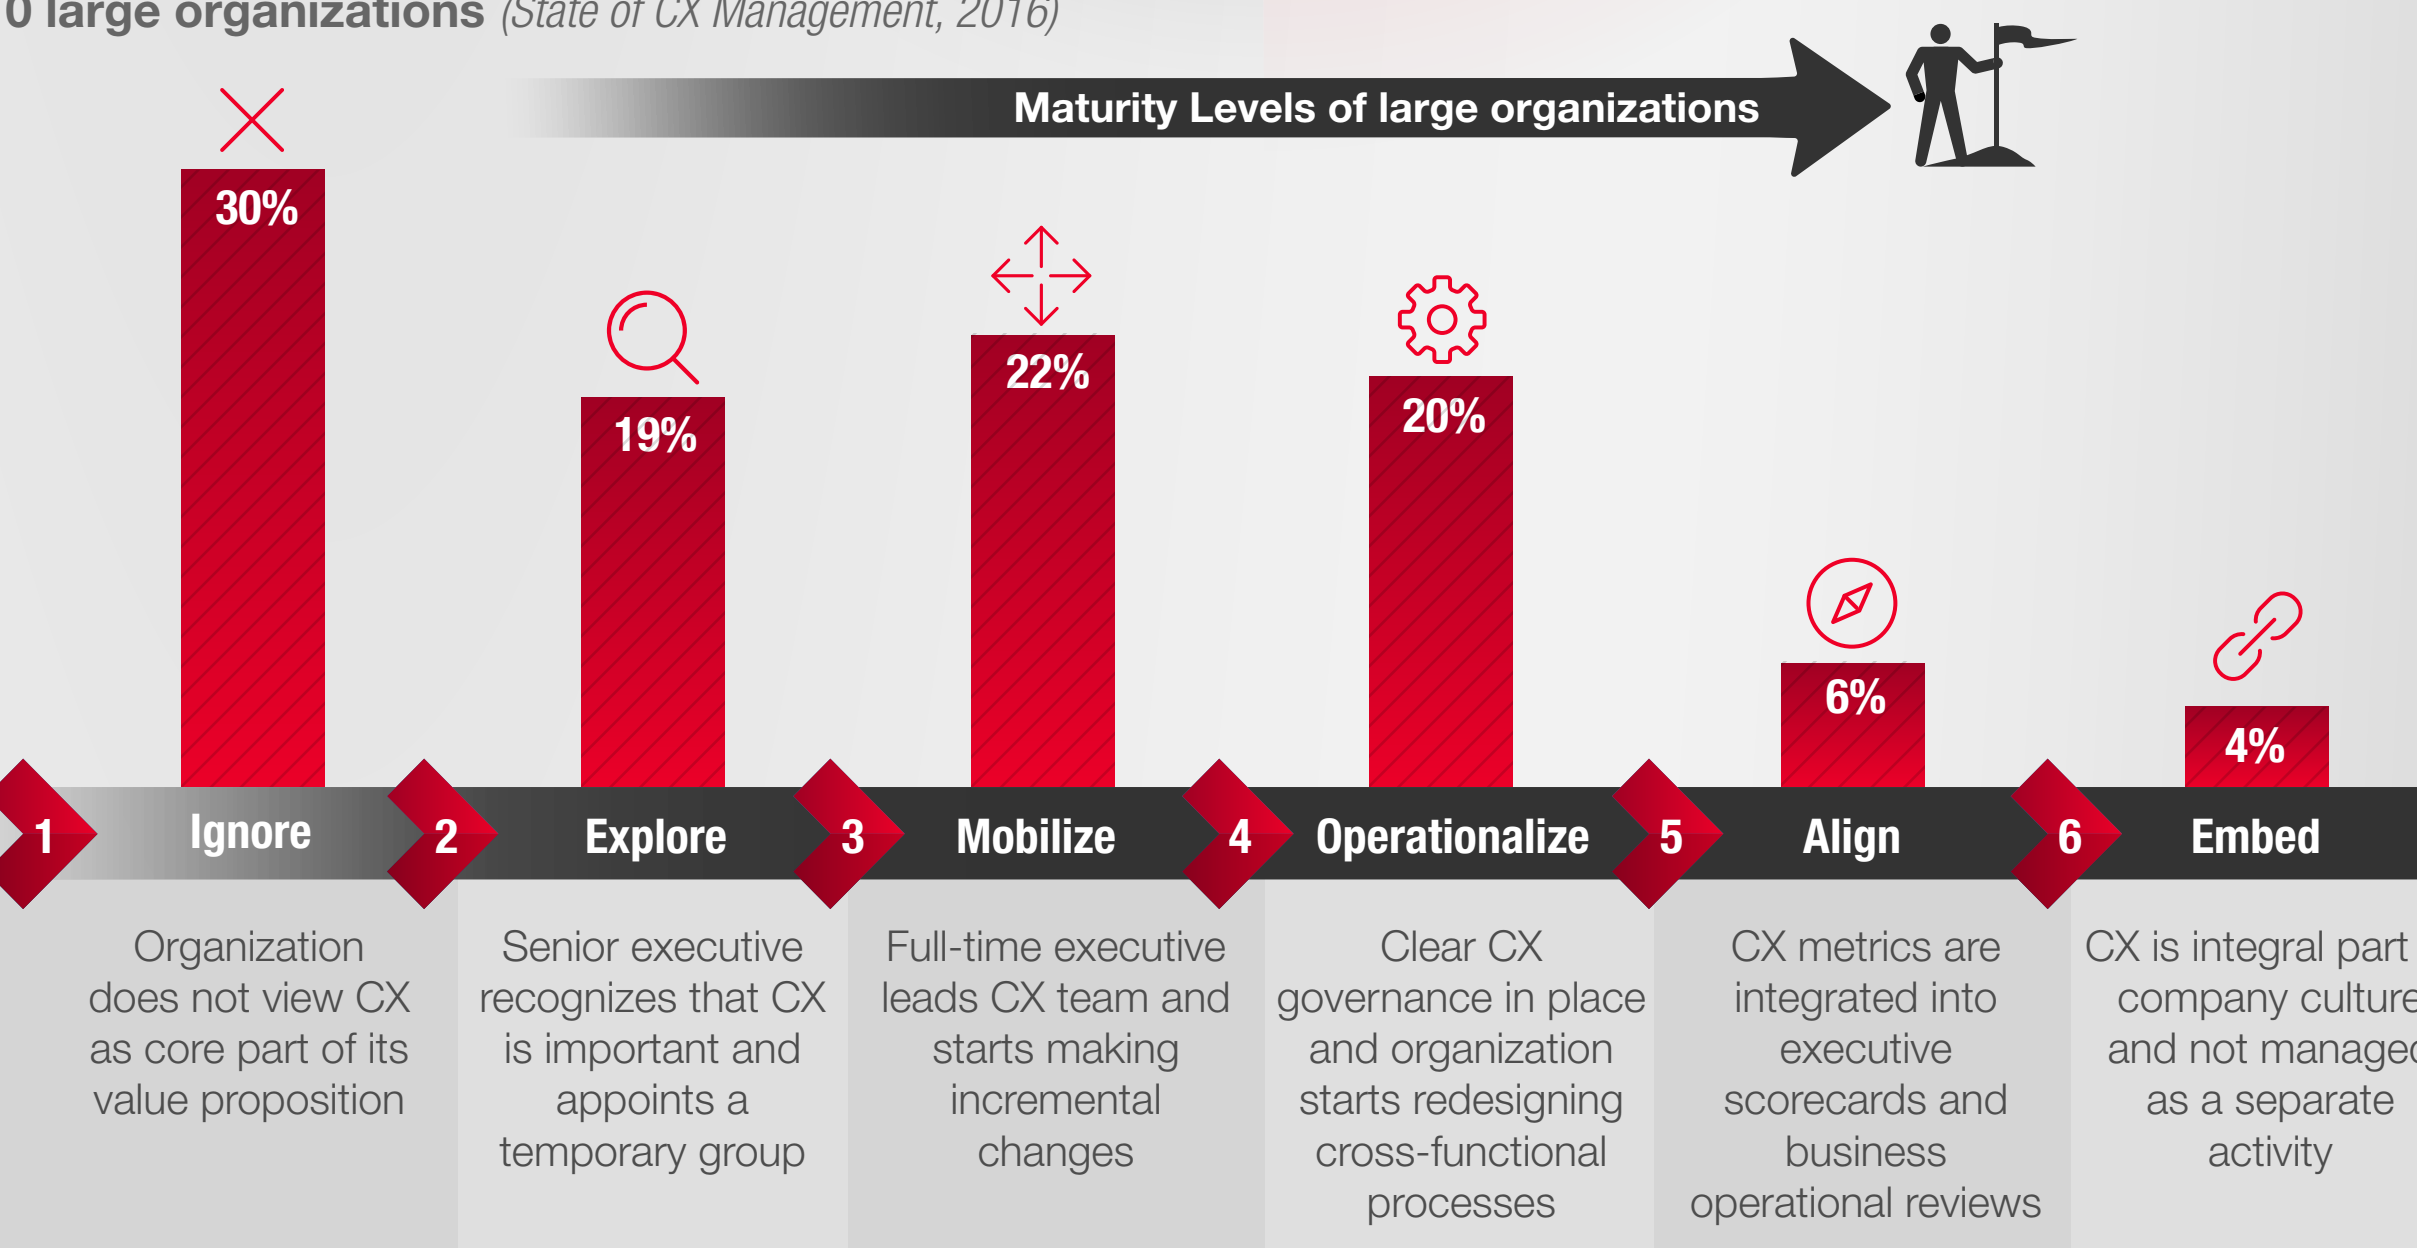 0 large organizations (State of CX Management, 2016)
Maturity Levels of large organizations
30%
19%
22%
20%
6%
4%
1
Ignore
2
Explore
3
Mobilize
4
Operationalize
5
Align
6
Embed
Organization
does not view CX
as core part of its
value proposition
Senior executive
recognizes that CX
is important and
appoints a
temporary group
Full-time executive
leads CX team and
starts making
incremental
changes
Clear CX
governance in place
and organization
starts redesigning
cross-functional
processes
CX metrics are
integrated into
executive
scorecards and
business
operational reviews
CX is integral part
company culture
and not managed
as a separate
activity